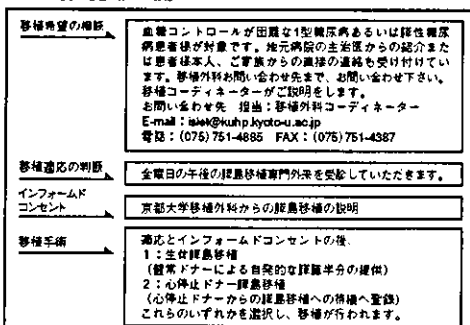 移植希望の相談
血糖コントロールが困難な1型糖尿病あるいは膵性糖尿
病患者様が対象です。地元病院の主治医からの紹介また
は患者様本人、ご家族からの直接の連絡も受け付けてい
ます。移植外科お問い合わせ先まで、お問い合わせ下さい。
移植コーディネーターがご説明をします。
お問い合わせ先 担当：移植外科コーディネーター
E-mail：islet@kuhp.kyoto-u.ac.jp
電話：(075) 751-4885 FAX：(075) 751-4387
移植適応の判断
金曜日の午後の膵島移植専門外来を受診していただきます。
インフォームド
コンセント
京都大学移植外科からの膵島移植の説明
移植手術
適応とインフォームドコンセントの後、
1：生体膵島移植
(健常ドナーによる自発的な膵臓半分の提供)
2：心停止ドナー膵島移植
(心停止ドナーからの膵島移植への待機へ登録)
これらのいずれかを選択し、移植が行われます。